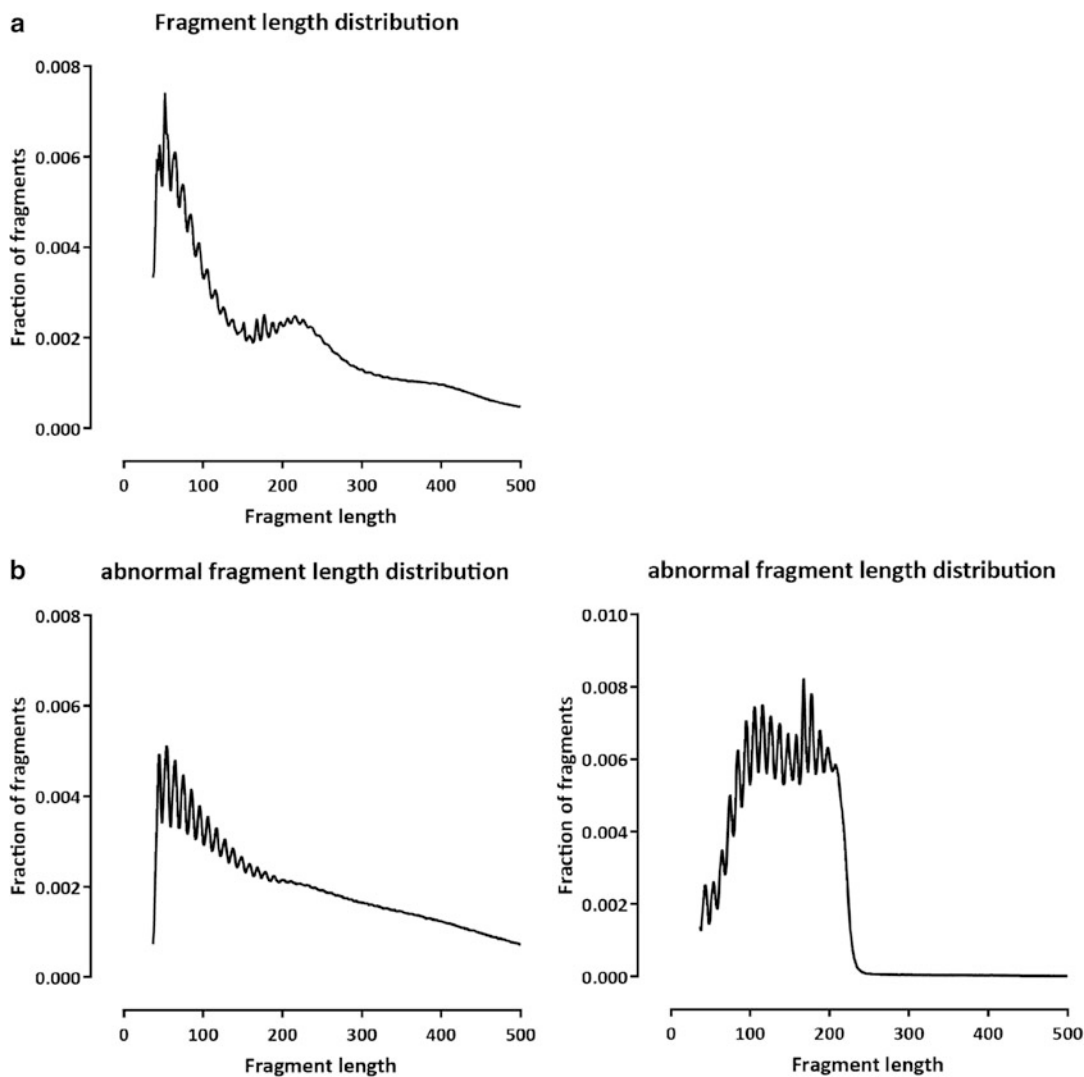 a
Fragment length distribution
Fraction of fragments
0.008
0.006
0.004
0.002
0.000
0 100 200 300 400 500
Fragment length
b
abnormal fragment length distribution
Fraction of fragments
0.008
0.006
0.004
0.002
0.000
0 100 200 300 400 500
Fragment length
abnormal fragment length distribution
Fraction of fragments
0.010
0.008
0.006
0.004
0.002
0.000
0 100 200 300 400 500
Fragment length